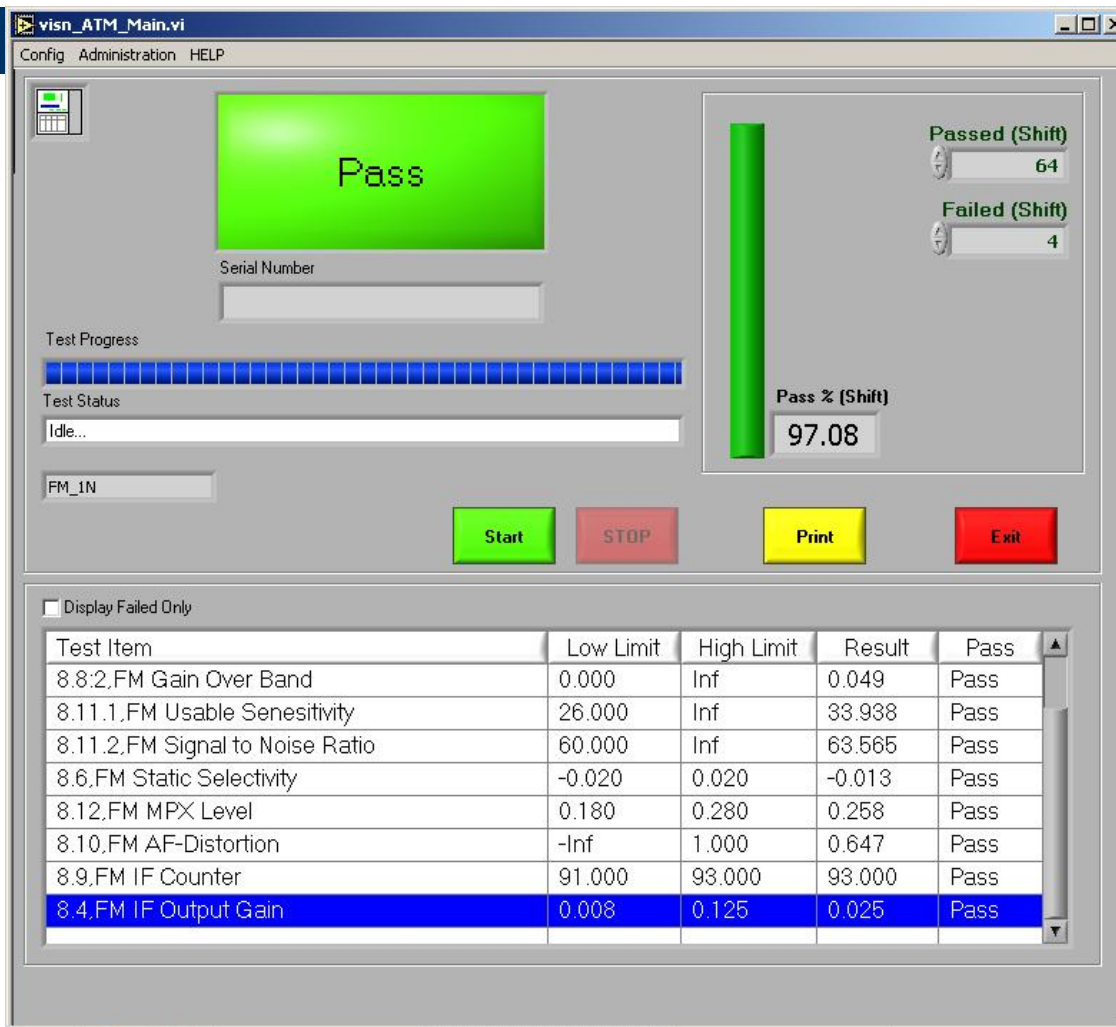 visn_ATM_Main.vi
Config Administration HELP
Pass
Serial Number
Test Progress
Test Status
Idle...
FM_1N
Passed (Shift)
64
Failed (Shift)
4
Pass % (Shift)
97.08
Start STOP Print Exit
Display Failed Only
Test Item Low Limit High Limit Result Pass
8.8:2,FM Gain Over Band 0.000 Inf 0.049 Pass
8.11.1,FM Usable Senesitivity 26.000 Inf 33.938 Pass
8.11.2,FM Signal to Noise Ratio 60.000 Inf 63.565 Pass
8.6,FM Static Selectivity -0.020 0.020 -0.013 Pass
8.12,FM MPX Level 0.180 0.280 0.258 Pass
8.10,FM AF-Distortion -Inf 1.000 0.647 Pass
8.9,FM IF Counter 91.000 93.000 93.000 Pass
8.4,FM IF Output Gain 0.008 0.125 0.025 Pass